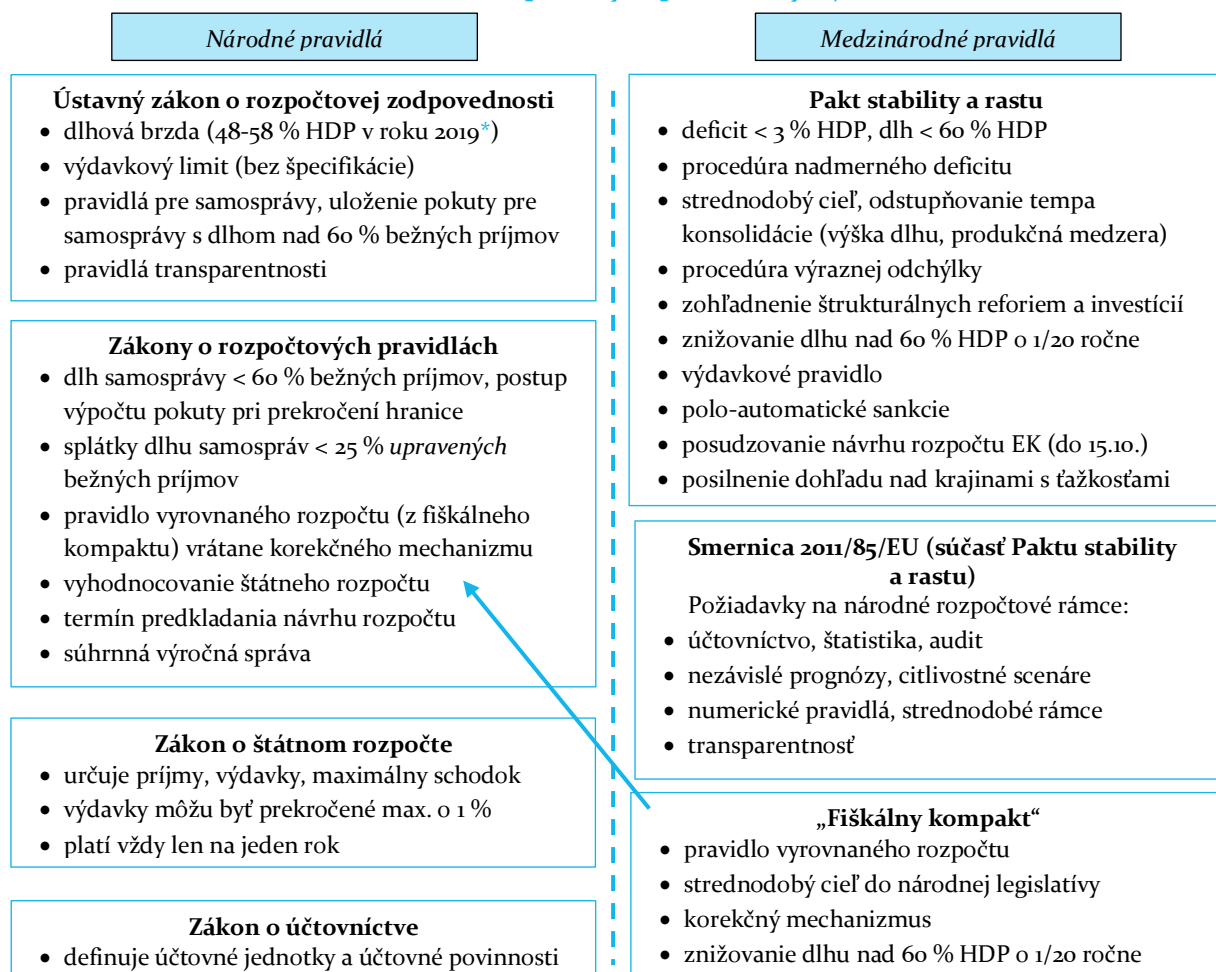 Národné pravidlá
Ústavný zákon o rozpočtovej zodpovednosti
• dlhová brzda (48-58 % HDP v roku 2019*)
• výdavkový limit (bez špecifikácie)
• pravidlá pre samosprávy, uloženie pokuty pre
samosprávy s dlhom nad 60 % bežných príjmov
• pravidlá transparentnosti
Zákony o rozpočtových pravidlách
• dlh samosprávy < 60 % bežných príjmov, postup
výpočtu pokuty pri prekročení hranice
• splátky dlhu samospráv < 25 % upravených
bežných príjmov
• pravidlo vyrovnaného rozpočtu (z fiškálneho
kompaktu) vrátane korekčného mechanizmu
• vyhodnocovanie štátneho rozpočtu
• termín predkladania návrhu rozpočtu
• súhrnná výročná správa
Zákon o štátnom rozpočte
• určuje príjmy, výdavky, maximálny schodok
• výdavky môžu byť prekročené max. o 1 %
• platí vždy len na jeden rok
Zákon o účtovníctve
• definuje účtovné jednotky a účtovné povinnosti
Medzinárodné pravidlá
Pakt stability a rastu
• deficit < 3 % HDP, dlh < 60 % HDP
• procedúra nadmerného deficitu
• strednodobý cieľ, odstupňovanie tempa
konsolidácie (výška dlhu, produkčná medzera)
• procedúra výraznej odchýlky
• zohľadnenie štrukturálnych reforiem a investícií
• znižovanie dlhu nad 60 % HDP o 1/20 ročne
• výdavkové pravidlo
• polo-automatické sankcie
• posudzovanie návrhu rozpočtu EK (do 15.10.)
• posilnenie dohľadu nad krajinami s ťažkosťami
Smernica 2011/85/EU (súčasť Paktu stability
a rastu)
Požiadavky na národné rozpočtové rámce:
• účtovníctvo, štatistika, audit
• nezávislé prognózy, citlivostné scenáre
• numerické pravidlá, strednodobé rámce
• transparentnosť
„Fiškálny kompakt“
• pravidlo vyrovnaného rozpočtu
• strednodobý cieľ do národnej legislatívy
• korekčný mechanizmus
• znižovanie dlhu nad 60 % HDP o 1/20 ročne